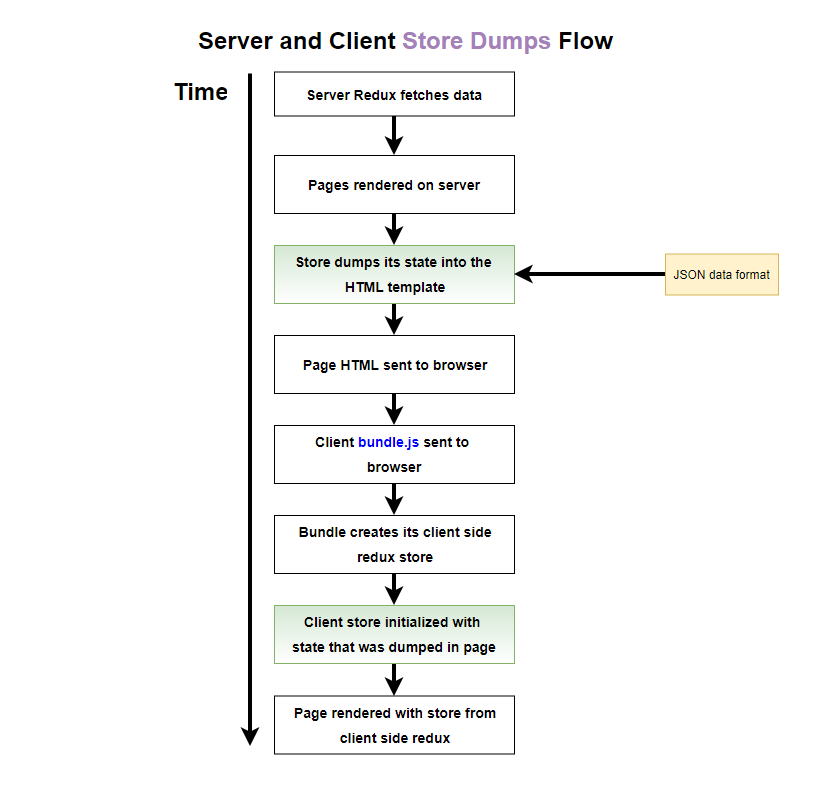 Server and Client Store Dumps Flow
Time
Server Redux fetches data
Pages rendered on server
Store dumps its state into the
HTML template
JSON data format
Page HTML sent to browser
Client bundle.js sent to
browser
Bundle creates its client side
redux store
Client store initialized with
state that was dumped in page
Page rendered with store from
client side redux